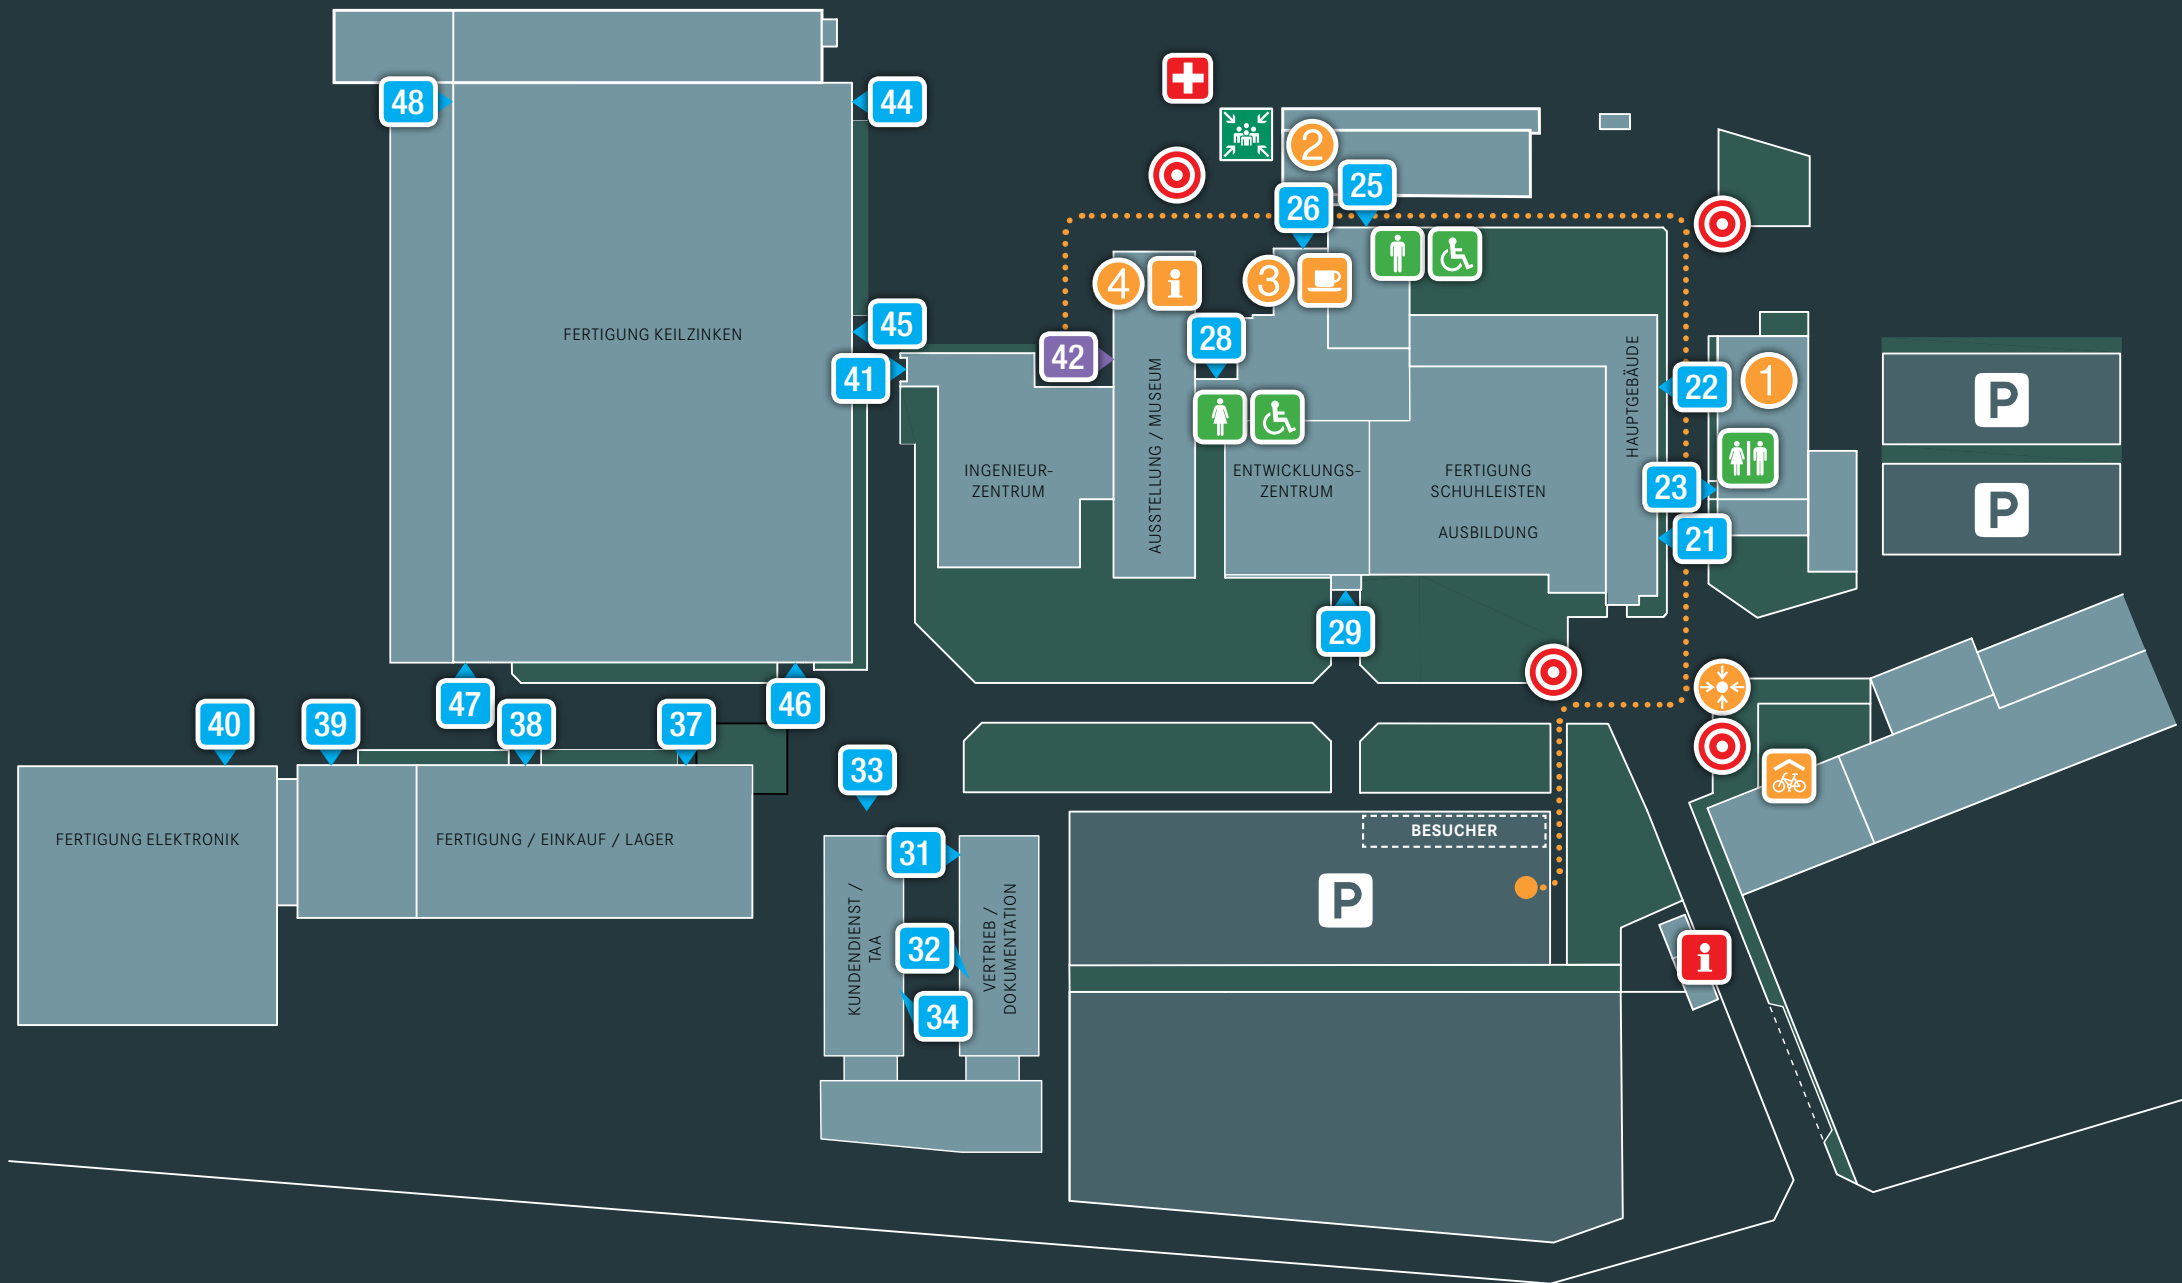 48
44
2
25
26
4
i
3
45
28
42
41
22
1
P
FERTIGUNG KEILZINKEN
AUSSTELLUNG / MUSEUM
HAUPTGEBÄUDE
INGENIEUR-
ZENTRUM
ENTWICKLUNGS-
ZENTRUM
FERTIGUNG
SCHUHLEISTEN
AUSBILDUNG
23
P
21
29
47
46
40
39
38
37
33
FERTIGUNG ELEKTRONIK
FERTIGUNG / EINKAUF / LAGER
31
BESUCHER
P
KUNDENDIENST /
TAA
32
34
VERTRIEB /
DOKUMENTATION
i